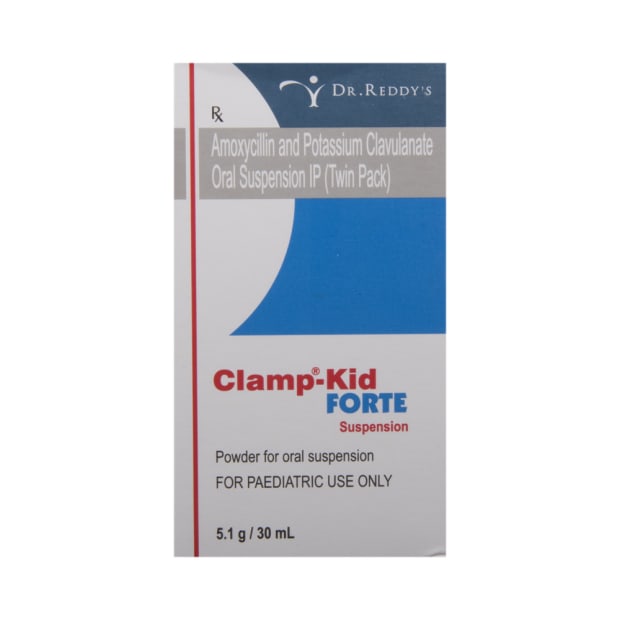 DR.REDDY'S
Rx
Amoxycillin and Potassium Clavulanate
Oral Suspension IP (Twin Pack)
Clamp®-Kid
FORTE
Suspension
Powder for oral suspension
FOR PAEDIATRIC USE ONLY
5.1 g / 30 mL